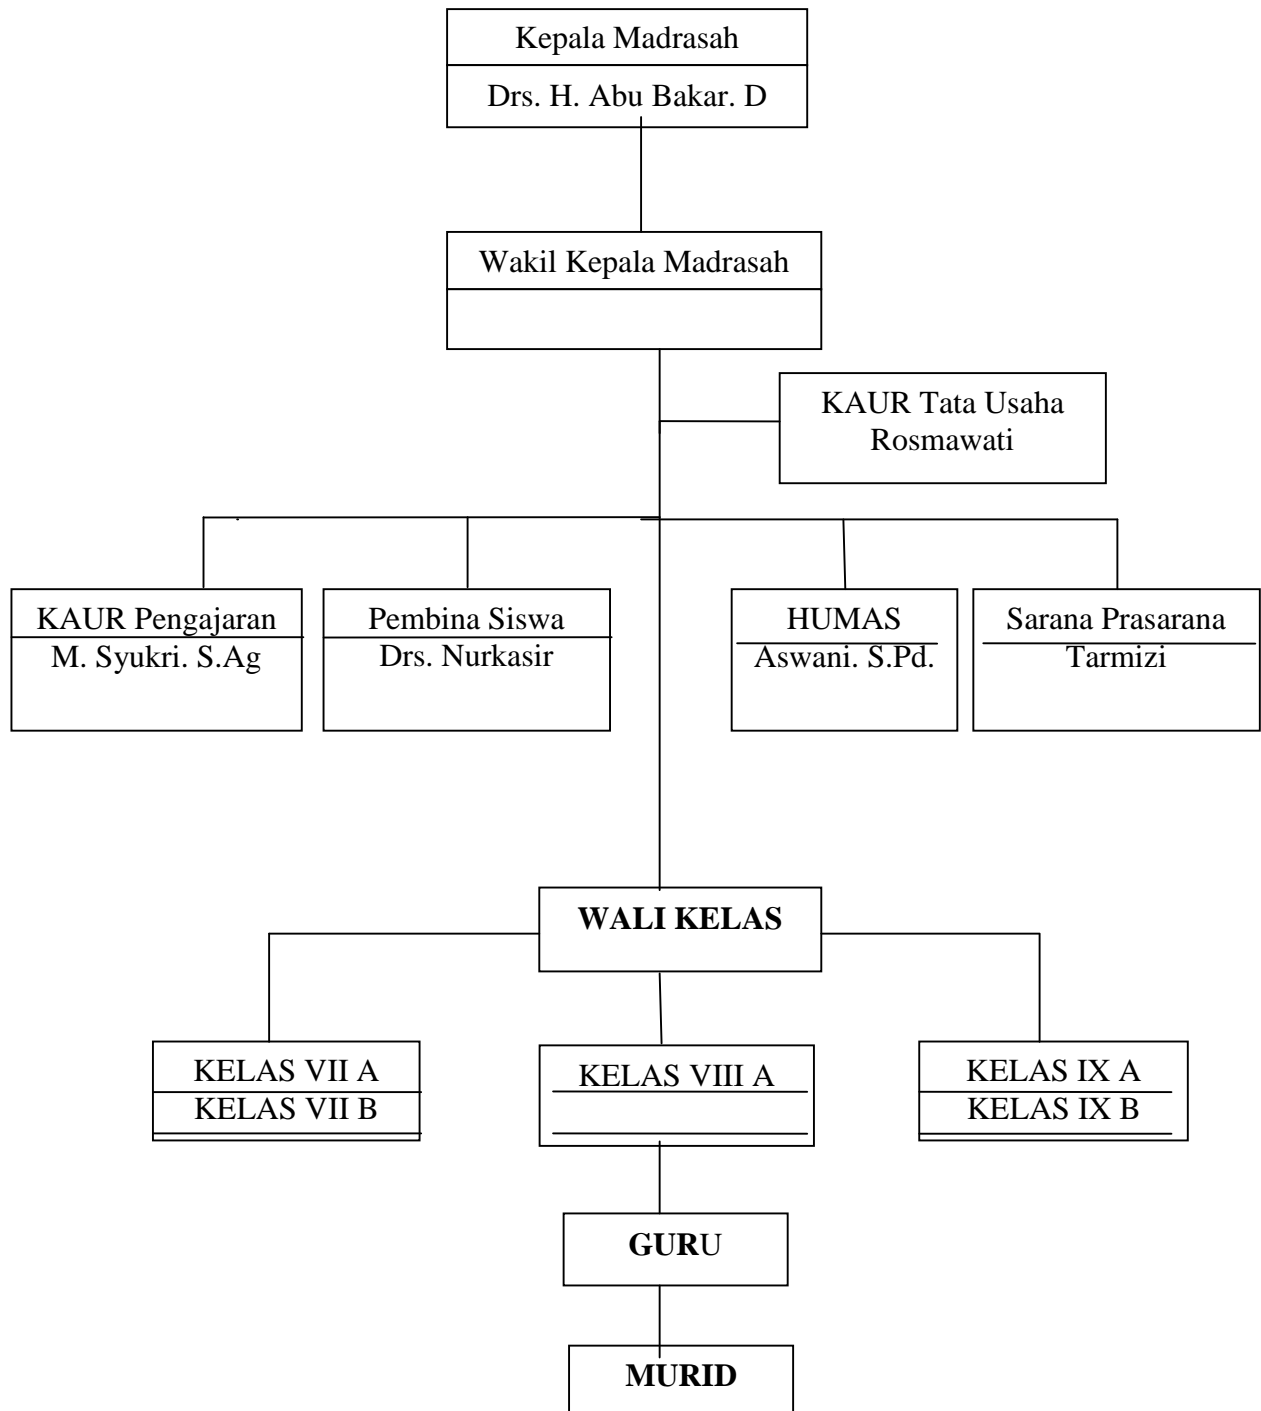 Kepala Madrasah
Drs. H. Abu Bakar. D
Wakil Kepala Madrasah
KAUR Tata Usaha
Rosmawati
KAUR Pengajaran
M. Syukri. S.Ag
Pembina Siswa
Drs. Nurkasir
HUMAS
Aswani. S.Pd.
Sarana Prasarana
Tarmizi
WALI KELAS
KELAS VII A
KELAS VII B
KELAS VIII A
KELAS IX A
KELAS IX B
GURU
MURID